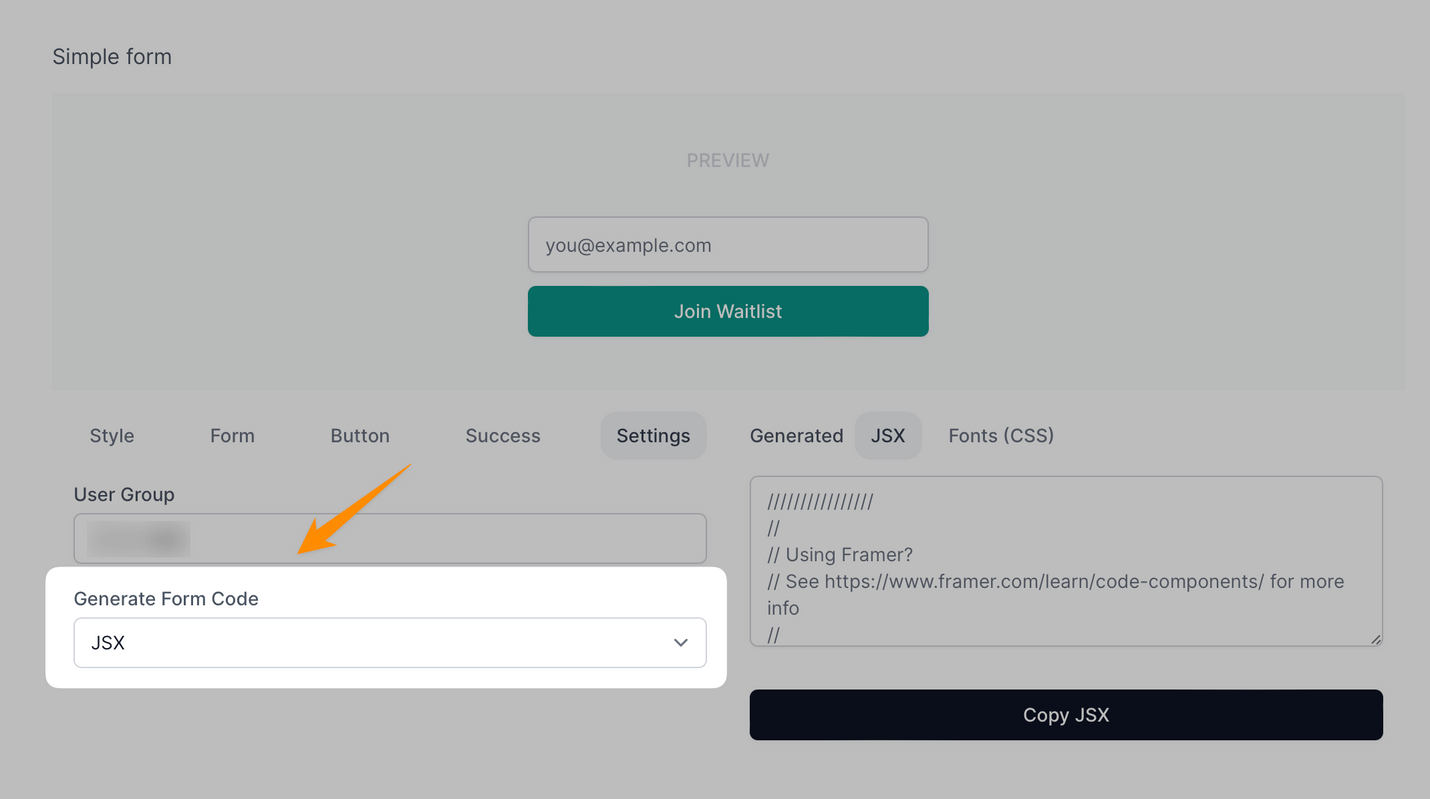 Simple form
PREVIEW
you@example.com
Join Waitlist
Style Form Button Success Settings
User Group
Generate Form Code
JSX
Generated JSX Fonts (CSS)
////////////////
//
// Using Framer?
// See https://www.framer.com/learn/code-components/ for more
info
//
Copy JSX